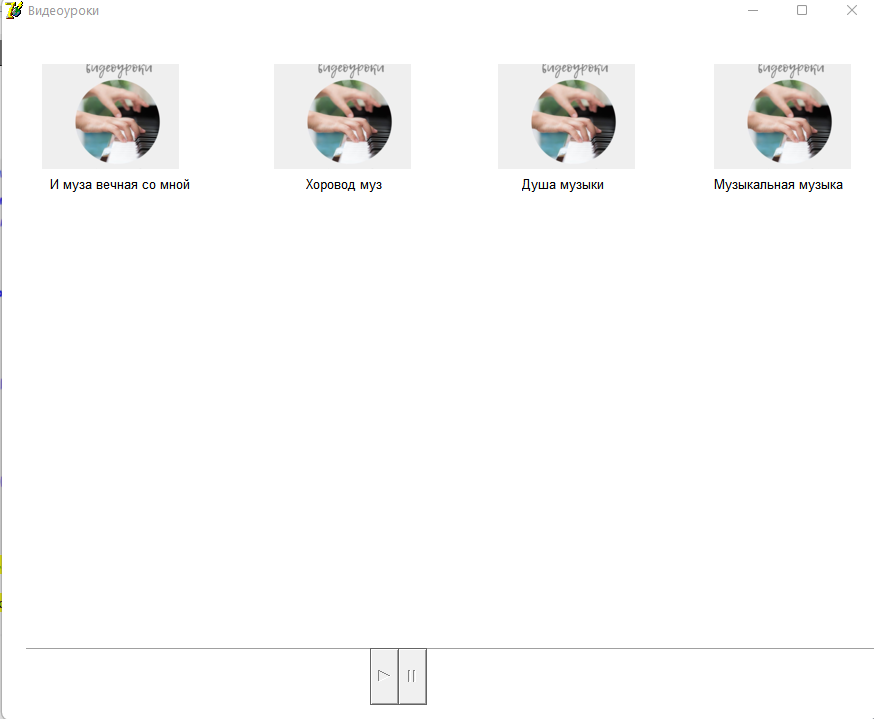 Видеоуроки
видеоуроки видеоуроки видеоуроки видеоуроки
И муза вечная со мной Хоровод муз Душа музыки Музыкальная музыка